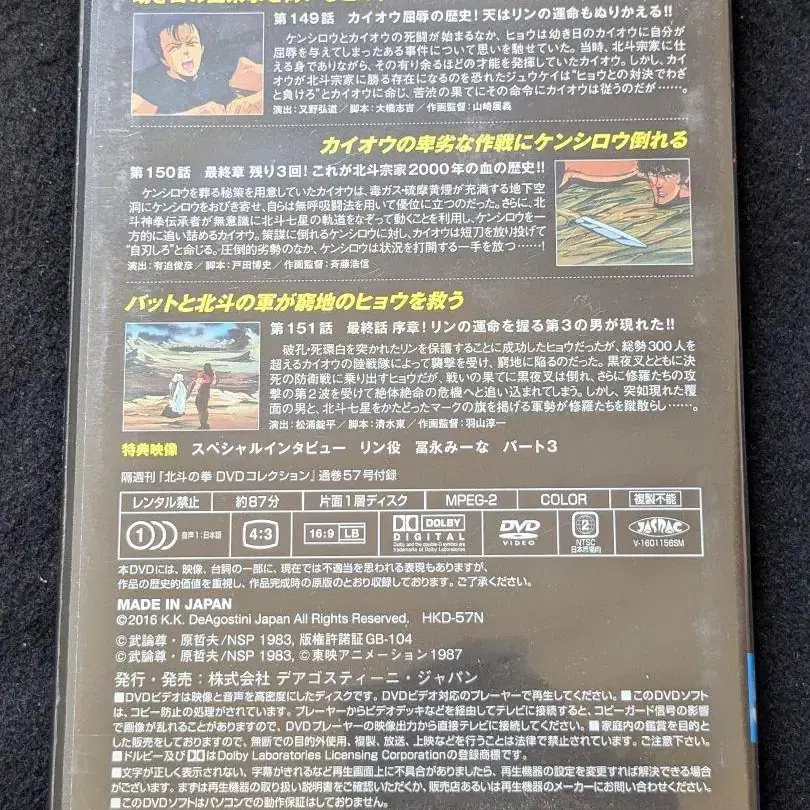 第149話 カイオウ屈辱の歴史!天はリンの運命もぬりかえる!!
ケンシロウとカイオウの死闘が始まるなか、ヒョウは幼き日のカイオウに自分が
屈辱を与えてしまったある事件について思いを馳せていた。当時、北斗宗家に仕
える身でありながら、その有り余るほどの才能を発揮していたカイオウ。しかし、カイ
オウが北斗宗家に勝る存在になるのを恐れたジュウケイは“ヒョウとの対決でわざ
と負けろ”とカイオウに命じ、苦渋の果てにその命令にカイオウは従うのだが……。
演出:又野弘道/脚本:大橋志吉/作画監督:山崎展義
カイオウの卑劣な作戦にケンシロウ倒れる
第150話 最終章 残り3回!これが北斗宗家2000年の血の歴史!!
ケンシロウを葬る秘策を用意していたカイオウは、毒ガス・硫摩黄煙が充満する地下空
洞にケンシロウをおびき寄せ、自らは無呼吸闘法を用いて優位に立つのだった。さらに、北
斗神拳伝承者が無意識に北斗七星の軌道をなぞって動くことを利用し、ケンシロウを一
方的に追い詰めるカイオウ。策謀に倒れるケンシロウに対し、カイオウは短刀を放り投げて
“自刃しろ”と命じる。圧倒的劣勢のなか、ケンシロウは状況を打開する一手を放つ……!
演出:有迫俊彦/脚本:戸田博史/作画監督:斉藤浩信
バットと北斗の軍が窮地のヒョウを救う
第151話 最終話 序章!リンの運命を握る第3の男が現れた!!
破孔・死環白を突かれたリンを保護することに成功したヒョウだったが、総勢300人を
超えるカイオウの陸戦隊によって襲撃を受け、窮地に陥るのだった。黒夜叉とともに決
死の防衛戦に乗り出すヒョウだが、戦いの果てに黒夜叉は倒れ、さらに修羅たちの攻
撃の第2波を受けて絶体絶命の危機へと追い込まれてしまう。しかし、突如現れた覆
面の男と、北斗七星をかたどったマークの旗を掲げる軍勢が修羅たちを蹴散らし……。
演出:松浦錠平/脚本:清水東/作画監督:羽山淳一
特典映像 スペシャルインタビュー リン役 冨永みーな パート3
隔週刊『北斗の拳 DVDコレクション』通巻57号付録
レンタル禁止 約87分 片面1層ディスク MPEG-2 COLOR 複製不能
1 音声1:日本語 4:3 16:9 LB DOLBY DIGITAL Dolby and the double-D symbol are trademarks of Dolby Laboratories DVD VIDEO 2 NTSC 日本市場向 JASRAC V-1601156SM
本DVDには、映像、台詞の一部に、現在では不適当と思われる表現もありますが、
作品の歴史的価値を重視し、作品完成時の原版のとおり収録しております。ご了承ください。
MADE IN JAPAN
©2016 K.K. DeAgostini Japan All Rights Reserved. HKD-57N
©武論尊・原哲夫/NSP 1983, 版権許諾証GB-104
©武論尊・原哲夫/NSP 1983, ©東映アニメーション1987
発行・発売:株式会社 デアゴスティーニ・ジャパン
■DVDビデオは映像と音声を高密度にしたディスクです。DVDビデオ対応のプレーヤーで再生してください。■このDVDソフト
は、コピー防止の処理がされています。プレーヤーからビデオデッキなどを経由してテレビに接続すると、コピーガード信号の影響
で画像が乱れることがありますので、DVDプレーヤーの映像出力から直接テレビに接続してください。■家庭内の鑑賞を目的と
した販売をしておりますので、無断での目的外使用、複製、放送、上映などを行うことは法律で禁止されています。ご注意下さい。
■ドルビー及びDDはDolby Laboratories Licensing Corporationの登録商標です。
■文字が正しく表示されない、字幕がきれるなど再生画面上に不具合がありましたら、再生機器の設定を変更すれば解決できる場合
がございます。まずは再生機器の取り扱い説明書をご確認いただくか、販売店あるいは再生機器のメーカーにお問い合わせください。
■このDVDソフトはパソコンでの動作保証はしておりません。